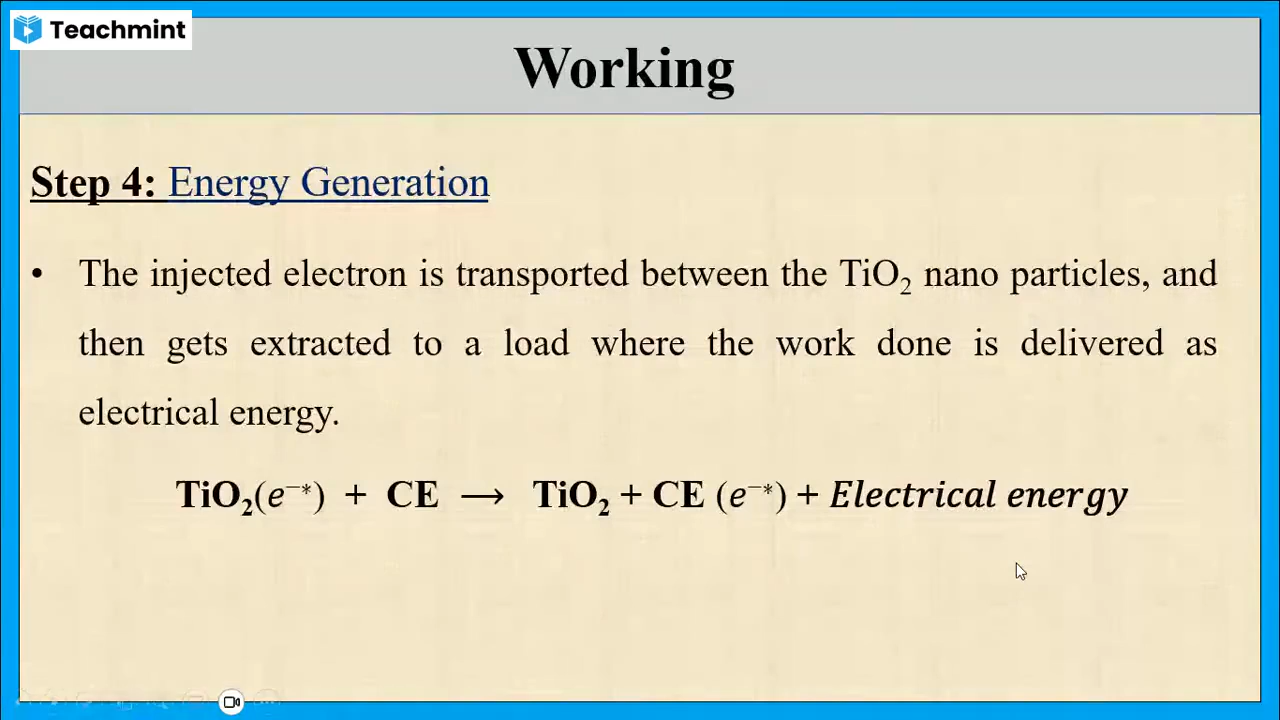 Teachmint
Working
Step 4: Energy Generation
• The injected electron is transported between the TiO₂ nano particles, and
then gets extracted to a load where the work done is delivered as
electrical energy.
TiO₂(e⁻*) + CE ⟶ TiO₂ + CE (e⁻*) + Electrical energy